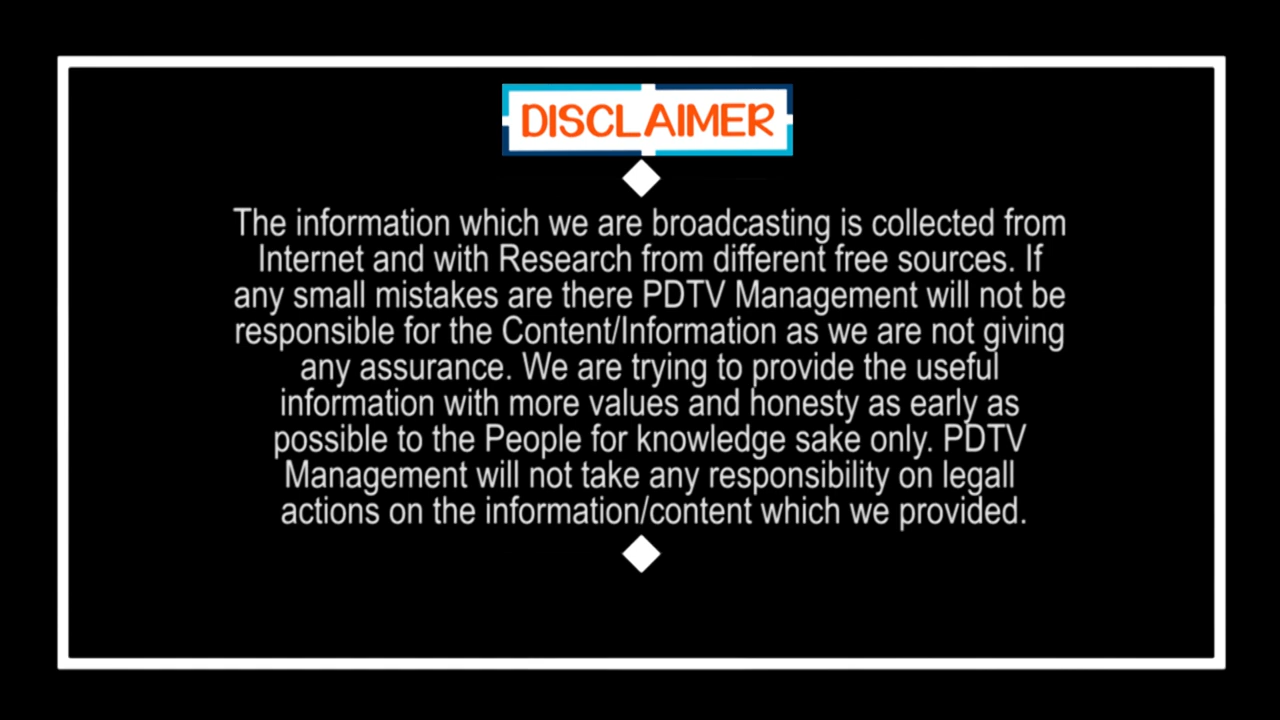 DISCLAIMER
The information which we are broadcasting is collected from
Internet and with Research from different free sources. If
any small mistakes are there PDTV Management will not be
responsible for the Content/Information as we are not giving
any assurance. We are trying to provide the useful
information with more values and honesty as early as
possible to the People for knowledge sake only. PDTV
Management will not take any responsibility on legall
actions on the information/content which we provided.